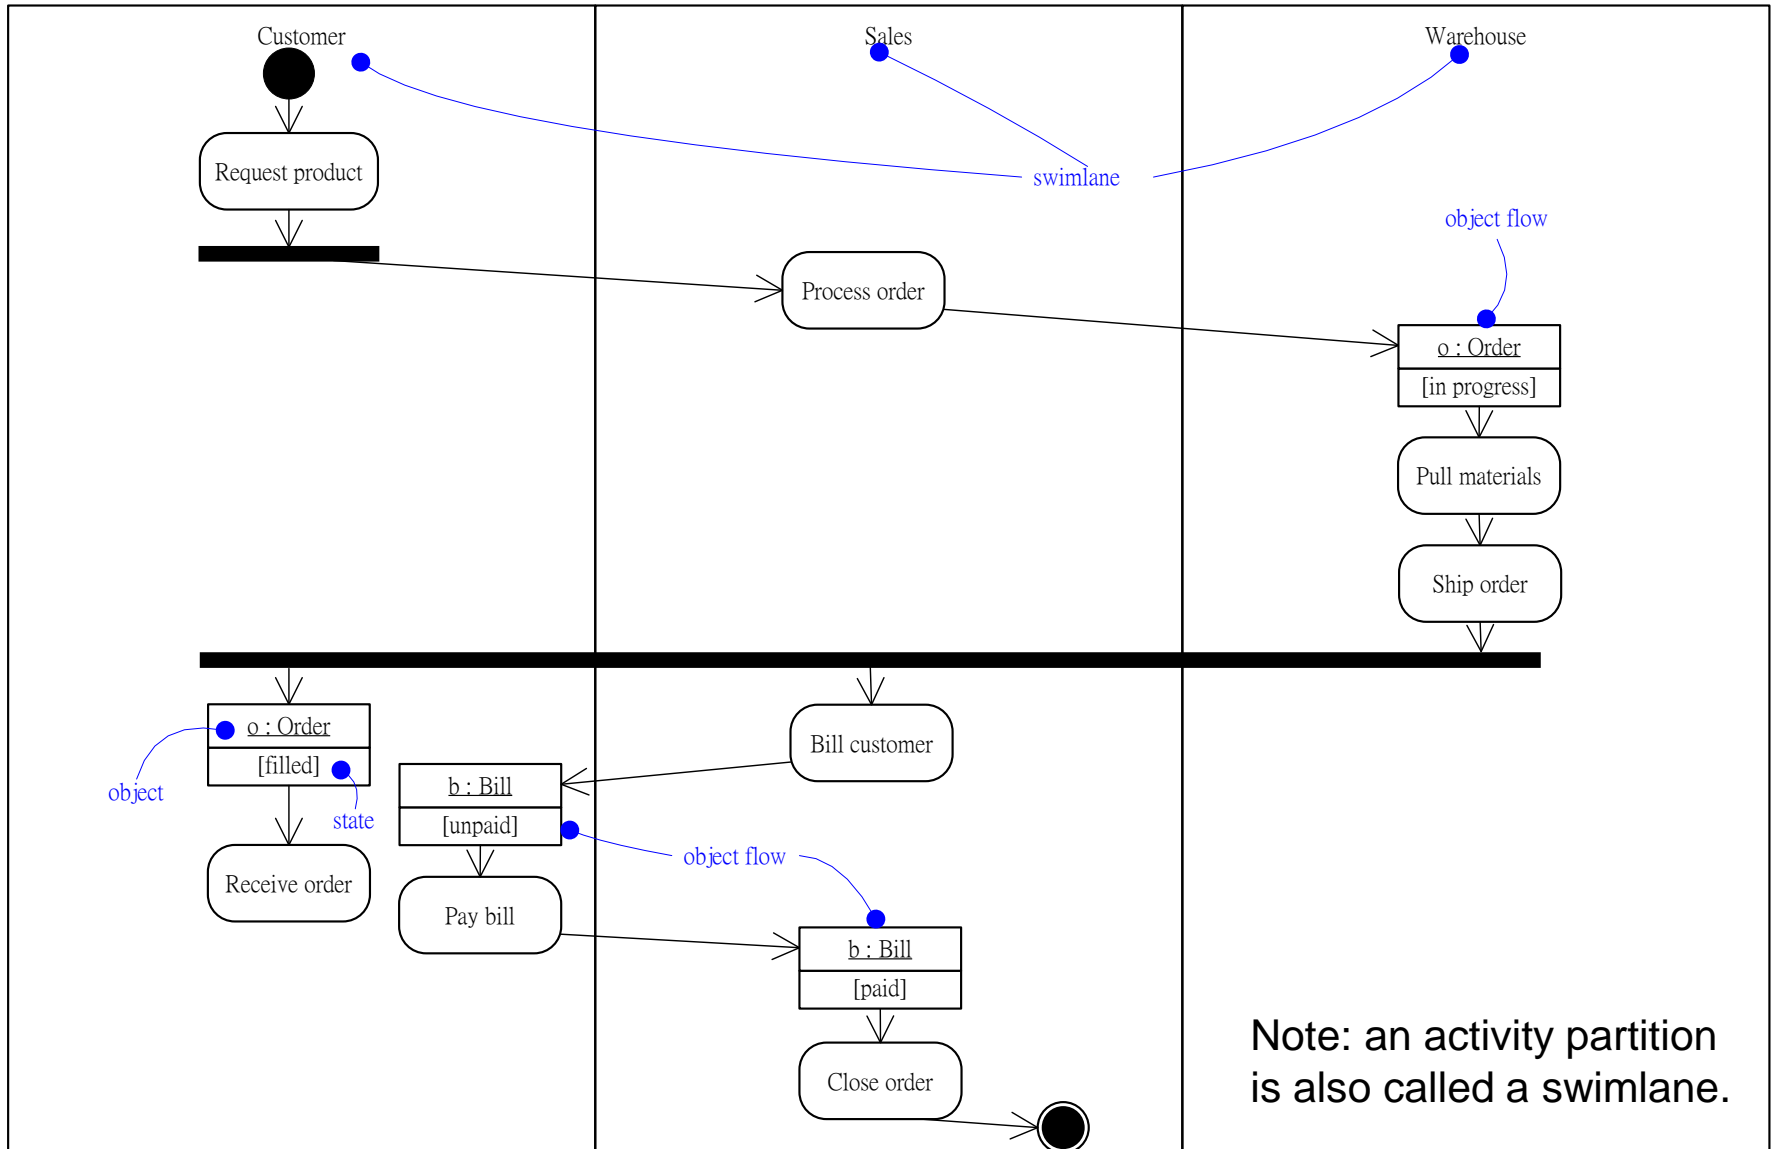 Customer
Sales
Warehouse
Request product
swimlane
object flow
Process order
o : Order
[in progress]
Pull materials
Ship order
o : Order
[filled]
object
state
Receive order
Bill customer
b : Bill
[unpaid]
object flow
Pay bill
b : Bill
[paid]
Close order
Note: an activity partition
is also called a swimlane.